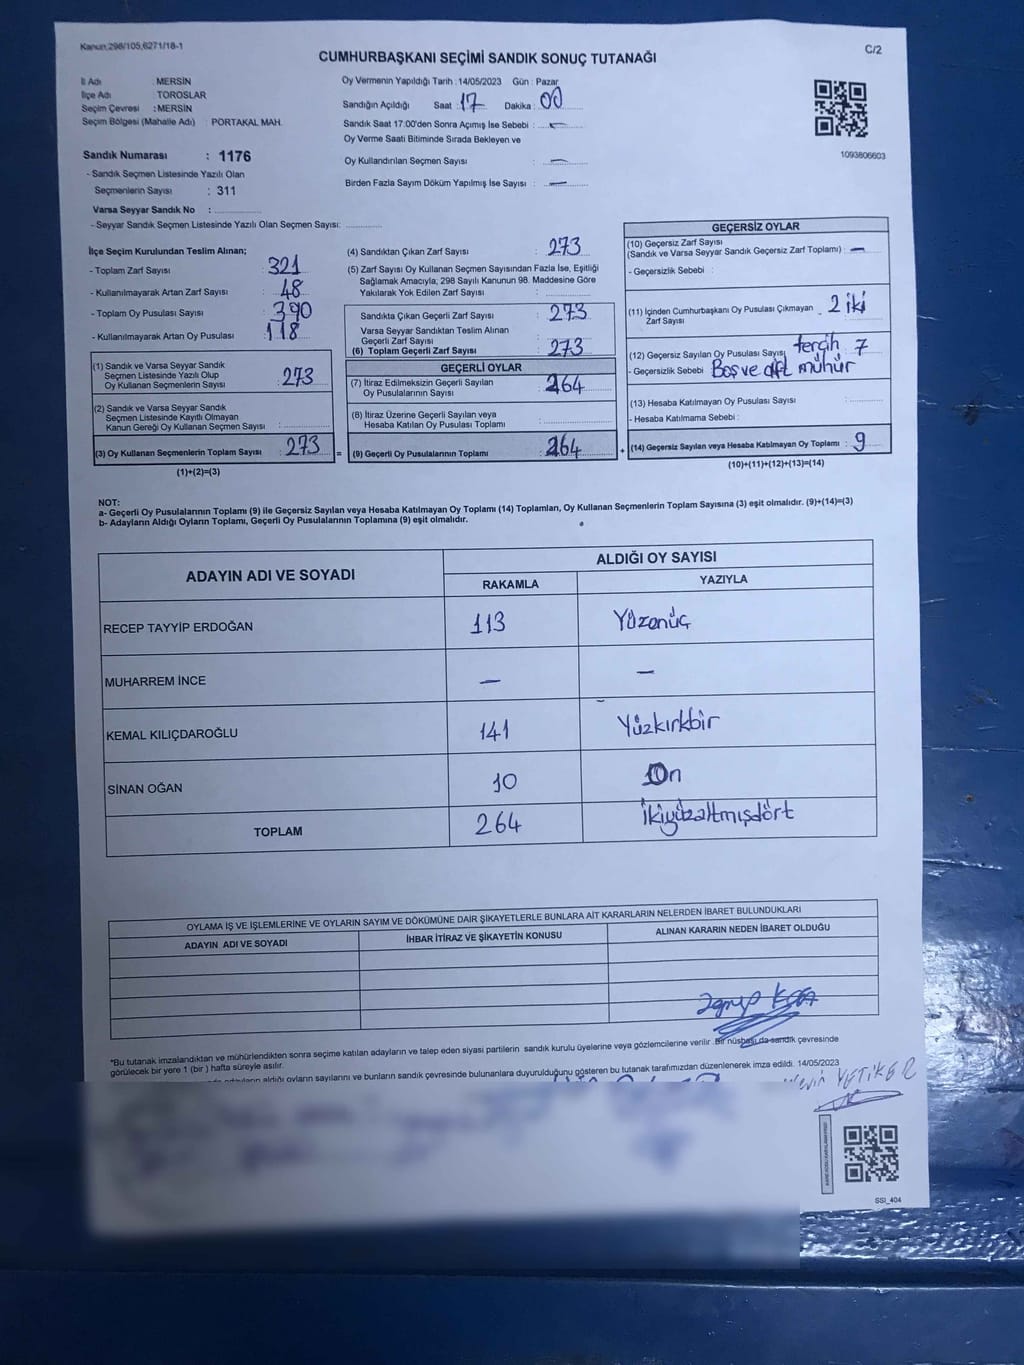 Kanun,298/105,6271/18-1
C/2
CUMHURBAŞKANI SEÇİMİ SANDIK SONUÇ TUTANAĞI
İl Adı : MERSİN
İlçe Adı : TOROSLAR
Seçim Çevresi : MERSİN
Seçim Bölgesi (Mahalle Adı) PORTAKAL MAH.
Sandık Numarası : 1176
- Sandık Seçmen Listesinde Yazılı Olan
Seçmenlerin Sayısı : 311
Varsa Seyyar Sandık No :
- Seyyar Sandık Seçmen Listesinde Yazılı Olan Seçmen Sayısı:
Oy Vermenin Yapıldığı Tarih : 14/05/2023 Gün : Pazar
Sandığın Açıldığı Saat : 17 Dakika : 00
Sandık Saat 17:00'den Sonra Açımış İse Sebebi : —
Oy Verme Saati Bitiminde Sırada Bekleyen ve
Oy Kullandırılan Seçmen Sayısı : —
Birden Fazla Sayım Döküm Yapılmış İse Sayısı : —
1093806603
İlçe Seçim Kurulundan Teslim Alınan;
- Toplam Zarf Sayısı : 321
- Kullanılmayarak Artan Zarf Sayısı : 48
- Toplam Oy Pusulası Sayısı : 390
- Kullanılmayarak Artan Oy Pusulası : 118
(1) Sandık ve Varsa Seyyar Sandık
Seçmen Listesinde Yazılı Olup
Oy Kullanan Seçmenlerin Sayısı : 273
(2) Sandık ve Varsa Seyyar Sandık
Seçmen Listesinde Kayıtlı Olmayan
Kanun Gereği Oy Kullanan Seçmen Sayısı :
(3) Oy Kullanan Seçmenlerin Toplam Sayısı : 273
(1)+(2)=(3)
(4) Sandıktan Çıkan Zarf Sayısı : 273
(5) Zarf Sayısı Oy Kullanan Seçmen Sayısından Fazla İse, Eşitliği
Sağlamak Amacıyla; 298 Sayılı Kanunun 98. Maddesine Göre
Yakılarak Yok Edilen Zarf Sayısı :
Sandıkta Çıkan Geçerli Zarf Sayısı : 273
Varsa Seyyar Sandıktan Teslim Alınan
Geçerli Zarf Sayısı :
(6) Toplam Geçerli Zarf Sayısı : 273
GEÇERLİ OYLAR
(7) İtiraz Edilmeksizin Geçerli Sayılan
Oy Pusulalarının Sayısı : 264
(8) İtiraz Üzerine Geçerli Sayılan veya
Hesaba Katılan Oy Pusulası Toplamı :
= (9) Geçerli Oy Pusulalarının Toplamı : 264
GEÇERSİZ OYLAR
(10) Geçersiz Zarf Sayısı
(Sandık ve Varsa Seyyar Sandık Geçersiz Zarf Toplamı) : —
- Geçersizlik Sebebi :
(11) İçinden Cumhurbaşkanı Oy Pusulası Çıkmayan : 2 iki
Zarf Sayısı
(12) Geçersiz Sayılan Oy Pusulası Sayısı tercih 7
- Geçersizlik Sebebi : Boş ve çift mühür
(13) Hesaba Katılmayan Oy Pusulası Sayısı :
- Hesaba Katılmama Sebebi :
+ (14) Geçersiz Sayılan veya Hesaba Katılmayan Oy Toplamı : 9
(10)+(11)+(12)+(13)=(14)
NOT:
a- Geçerli Oy Pusulalarının Toplamı (9) ile Geçersiz Sayılan veya Hesaba Katılmayan Oy Toplamı (14) Toplamları, Oy Kullanan Seçmenlerin Toplam Sayısına (3) eşit olmalıdır. (9)+(14)=(3)
b- Adayların Aldığı Oyların Toplamı, Geçerli Oy Pusulalarının Toplamına (9) eşit olmalıdır.
ADAYIN ADI VE SOYADI ALDIĞI OY SAYISI
RAKAMLA YAZIYLA
RECEP TAYYİP ERDOĞAN 113 Yüzonüç
MUHARREM İNCE — —
KEMAL KILIÇDAROĞLU 141 Yüzkırkbir
SİNAN OĞAN 10 On
TOPLAM 264 İkiyüzaltmışdört
OYLAMA İŞ VE İŞLEMLERİNE VE OYLARIN SAYIM VE DÖKÜMÜNE DAİR ŞİKAYETLERLE BUNLARA AİT KARARLARIN NELERDEN İBARET BULUNDUKLARI
ADAYIN ADI VE SOYADI İHBAR İTİRAZ VE ŞİKAYETİN KONUSU ALINAN KARARIN NEDEN İBARET OLDUĞU
*Bu tutanak imzalandıktan ve mühürlendikten sonra seçime katılan adayların ve talep eden siyasi partilerin sandık kurulu üyelerine veya gözlemcilerine verilir. Bir nüshası da sandık çevresinde
görülecek bir yere 1 (bir ) hafta süreyle asılır.
aldığı oyların sayılarını ve bunların sandık çevresinde bulunanlara duyurulduğunu gösteren bu tutanak tarafımızdan düzenlenerek imza edildi. 14/05/2023
YETİKER
SSI_404